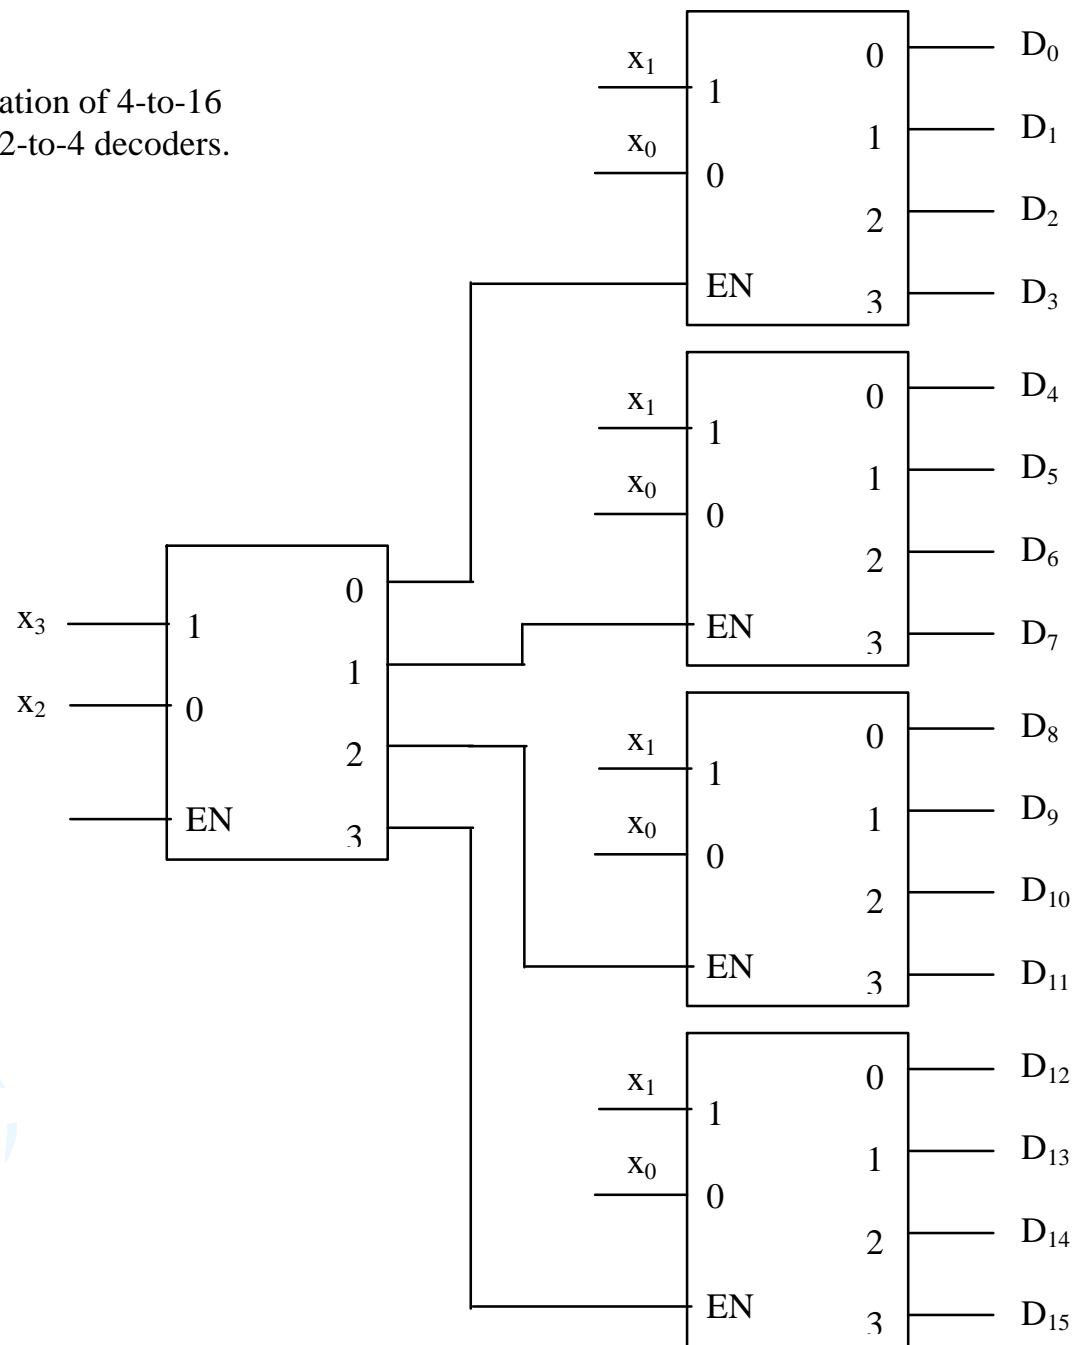 ation of 4-to-16
2-to-4 decoders.
x3
x2
1
0
EN
0
1
2
3
x1
x0
1
0
EN
0
1
2
3
D0
D1
D2
D3
x1
x0
1
0
EN
0
1
2
3
D4
D5
D6
D7
x1
x0
1
0
EN
0
1
2
3
D8
D9
D10
D11
x1
x0
1
0
EN
0
1
2
3
D12
D13
D14
D15